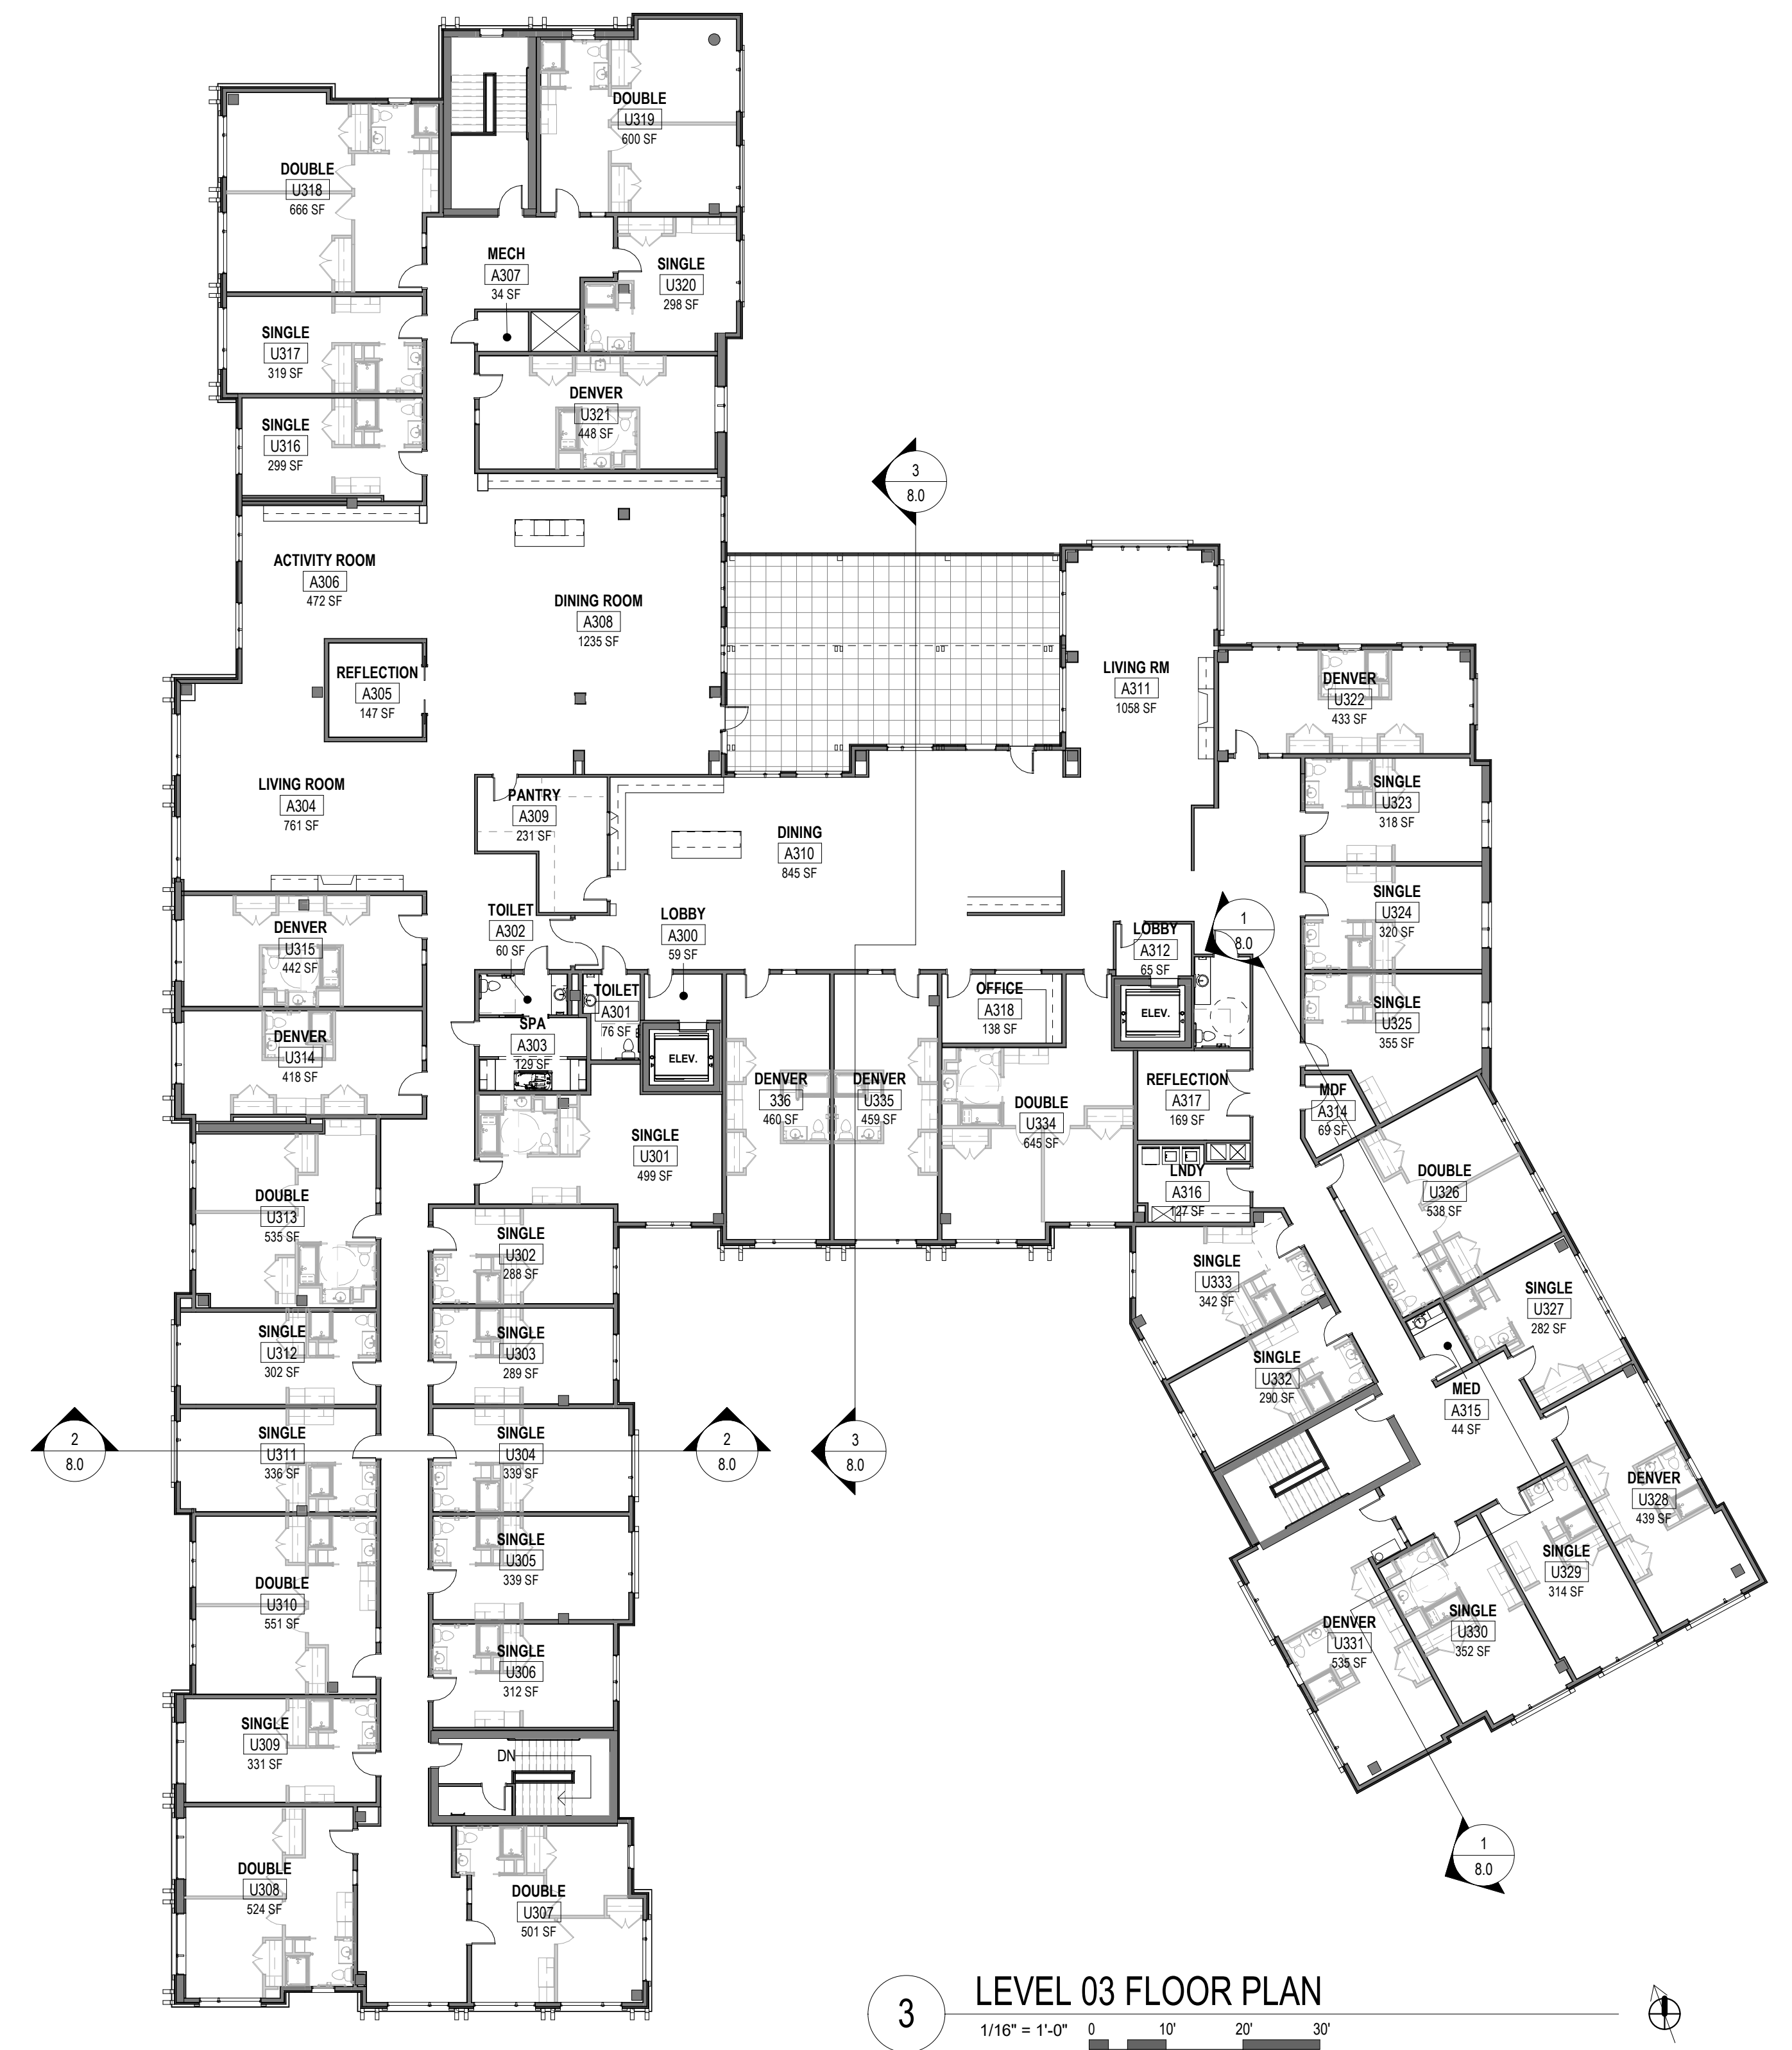 DOUBLE
U319
600 SF
DOUBLE
U318
666 SF
MECH
A307
34 SF
SINGLE
U320
298 SF
SINGLE
U317
319 SF
DENVER
U321
448 SF
SINGLE
U316
299 SF
3
8.0
ACTIVITY ROOM
A306
472 SF
DINING ROOM
A308
1235 SF
REFLECTION
A305
147 SF
LIVING RM
A311
1058 SF
DENVER
U322
433 SF
LIVING ROOM
A304
761 SF
PANTRY
A309
231 SF
DINING
A310
845 SF
SINGLE
U323
318 SF
SINGLE
U324
320 SF
TOILET
A302
60 SF
LOBBY
A300
59 SF
LOBBY
A312
65 SF
1
8.0
DENVER
U315
442 SF
TOILET
A301
76 SF
OFFICE
A318
138 SF
ELEV.
SINGLE
U325
355 SF
SPA
A303
129 SF
ELEV.
DENVER
U314
418 SF
DENVER
336
460 SF
DENVER
U335
459 SF
DOUBLE
U334
645 SF
REFLECTION
A317
169 SF
MDF
A314
69 SF
SINGLE
U301
499 SF
LNDY
A316
127 SF
DOUBLE
U326
538 SF
DOUBLE
U313
535 SF
SINGLE
U302
288 SF
SINGLE
U333
342 SF
SINGLE
U327
282 SF
SINGLE
U312
302 SF
SINGLE
U303
289 SF
SINGLE
U332
290 SF
MED
A315
44 SF
2
8.0
SINGLE
U311
336 SF
SINGLE
U304
339 SF
2
8.0
3
8.0
DENVER
U328
439 SF
SINGLE
U305
339 SF
SINGLE
U329
314 SF
DOUBLE
U310
551 SF
SINGLE
U306
312 SF
SINGLE
U330
352 SF
DENVER
U331
535 SF
SINGLE
U309
331 SF
DN
1
8.0
DOUBLE
U308
524 SF
DOUBLE
U307
501 SF
3
LEVEL 03 FLOOR PLAN
1/16" = 1'-0"
0 10' 20' 30'